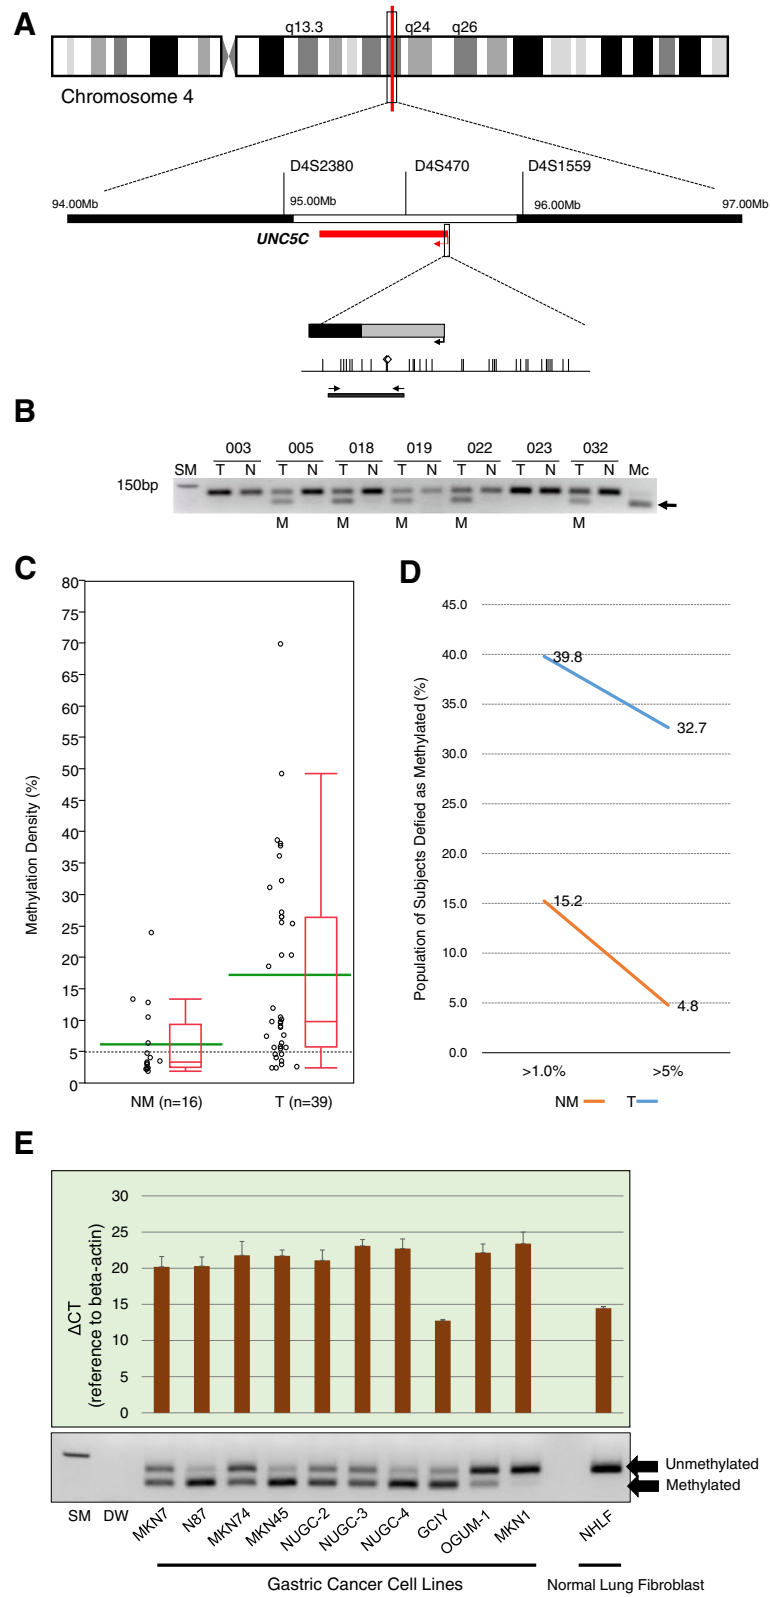 A
q13.3 q24 q26
Chromosome 4
D4S2380 D4S470 D4S1559
94.00Mb 95.00Mb 96.00Mb 97.00Mb
UNC5C
B
003 005 018 019 022 023 032
SM T N T N T N T N T N T N T N Mc
150bp
M M M M M
C
80
75
70
65
60
55
50
45
40
35
30
25
20
15
10
5
0
Methylation Density (%)
NM (n=16) T (n=39)
D
45.0
40.0
35.0
30.0
25.0
20.0
15.0
10.0
5.0
0.0
Population of Subjects Defied as Methylated (%)
39.8
32.7
15.2
4.8
>1.0% >5%
NM T
E
30
25
20
15
10
5
0
ΔCT
(reference to beta-actin)
Unmethylated
Methylated
SM DW MKN7 N87 MKN74 MKN45 NUGC-2 NUGC-3 NUGC-4 GCIY OGUM-1 MKN1 NHLF
Gastric Cancer Cell Lines Normal Lung Fibroblast